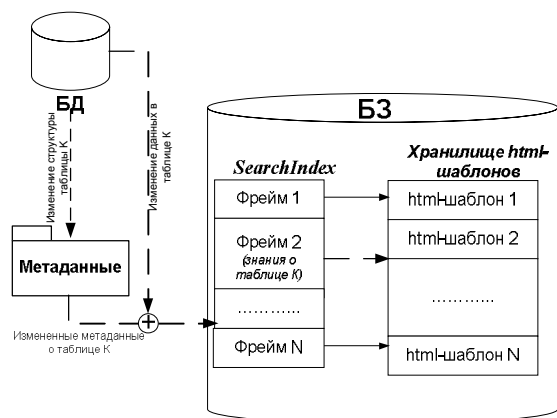 БД
Изменение структуры
таблицы К
Изменение данных в
таблице К
Метаданные
Измененные метаданные
о таблице К
БЗ
SearchIndex
Фрейм 1
Фрейм 2
(знания о
таблице К)
…………
Фрейм N
Хранилище html-
шаблонов
html-шаблон 1
html-шаблон 2
…………
html-шаблон N